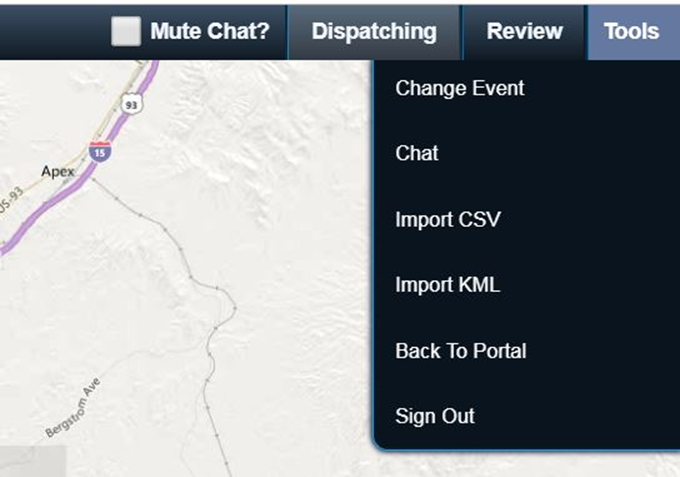 Mute Chat?
Dispatching
Review
Tools
Change Event
Chat
Import CSV
Import KML
Back To Portal
Sign Out
93
15
Apex
US-93
Bergstrom Ave